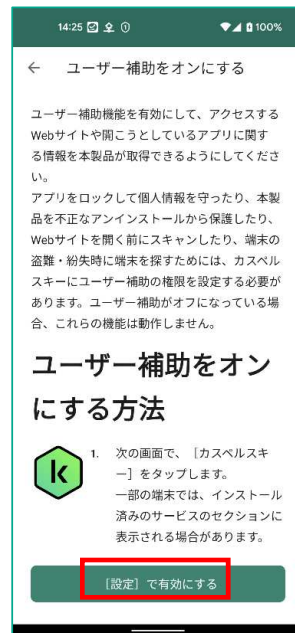 14:25 100%
ユーザー補助をオンにする
ユーザー補助機能を有効にして、アクセスする
Webサイトや開こうとしているアプリに関す
る情報を本製品が取得できるようにしてくださ
い。
アプリをロックして個人情報を守ったり、本製
品を不正なアンインストールから保護したり、
Webサイトを開く前にスキャンしたり、端末の
盗難・紛失時に端末を探すためには、カスペル
スキーにユーザー補助の権限を設定する必要が
あります。ユーザー補助がオフになっている場
合、これらの機能は動作しません。
ユーザー補助をオン
にする方法
1. 次の画面で、［カスペルスキ
ー］をタップします。
一部の端末では、インストール
済みのサービスのセクションに
表示される場合があります。
［設定］で有効にする